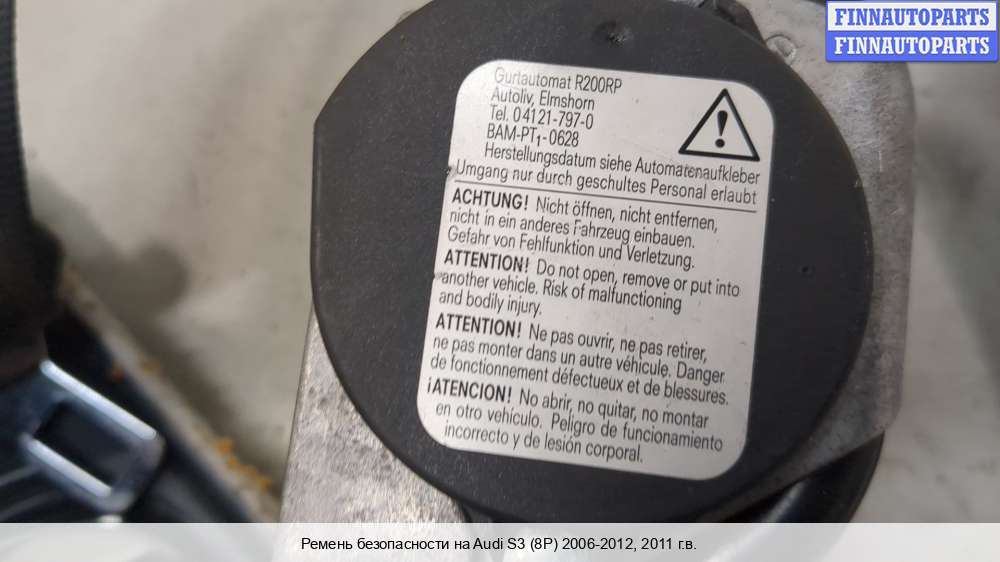 FINNAUTOPARTS
FINNAUTOPARTS
Gurtautomat R200RP
Autoliv, Elmshorn
Tel. 04121-797-0
BAM-PT1-0628
Herstellungsdatum siehe Automatenaufkleber
Umgang nur durch geschultes Personal erlaubt
ACHTUNG! Nicht öffnen, nicht entfernen,
nicht in ein anderes Fahrzeug einbauen.
Gefahr von Fehlfunktion und Verletzung.
ATTENTION! Do not open, remove or put into
another vehicle. Risk of malfunctioning
and bodily injury.
ATTENTION! Ne pas ouvrir, ne pas retirer,
ne pas monter dans un autre véhicule. Danger
de fonctionnement défectueux et de blessures.
¡ATENCION! No abrir, no quitar, no montar
en otro vehículo. Peligro de funcionamiento
incorrecto y de lesión corporal.
Ремень безопасности на Audi S3 (8P) 2006-2012, 2011 г.в.